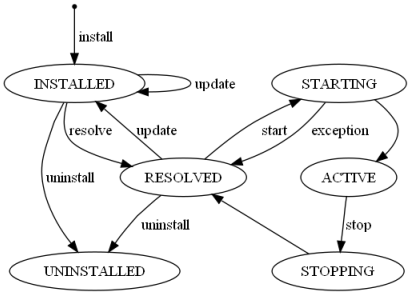 install
INSTALLED
update
STARTING
resolve
update
start
exception
uninstall
RESOLVED
ACTIVE
uninstall
stop
UNINSTALLED
STOPPING